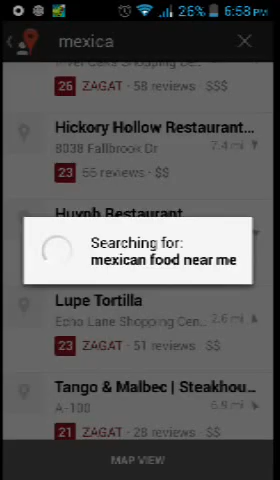 26% 6:58 PM
mexica
26 ZAGAT · 58 reviews · $$$
Hickory Hollow Restaurant...
8038 Fallbrook Dr 7.4 mi
23 55 reviews · $$
Huynh Restaurant
Searching for:
mexican food near me
Lupe Tortilla
Echo Lane Shopping Cen... 2.6 mi
23 ZAGAT · 51 reviews · $$
Tango & Malbec | Steakhou...
A-100 6.9 mi
21 ZAGAT · 28 reviews · $$
MAP VIEW